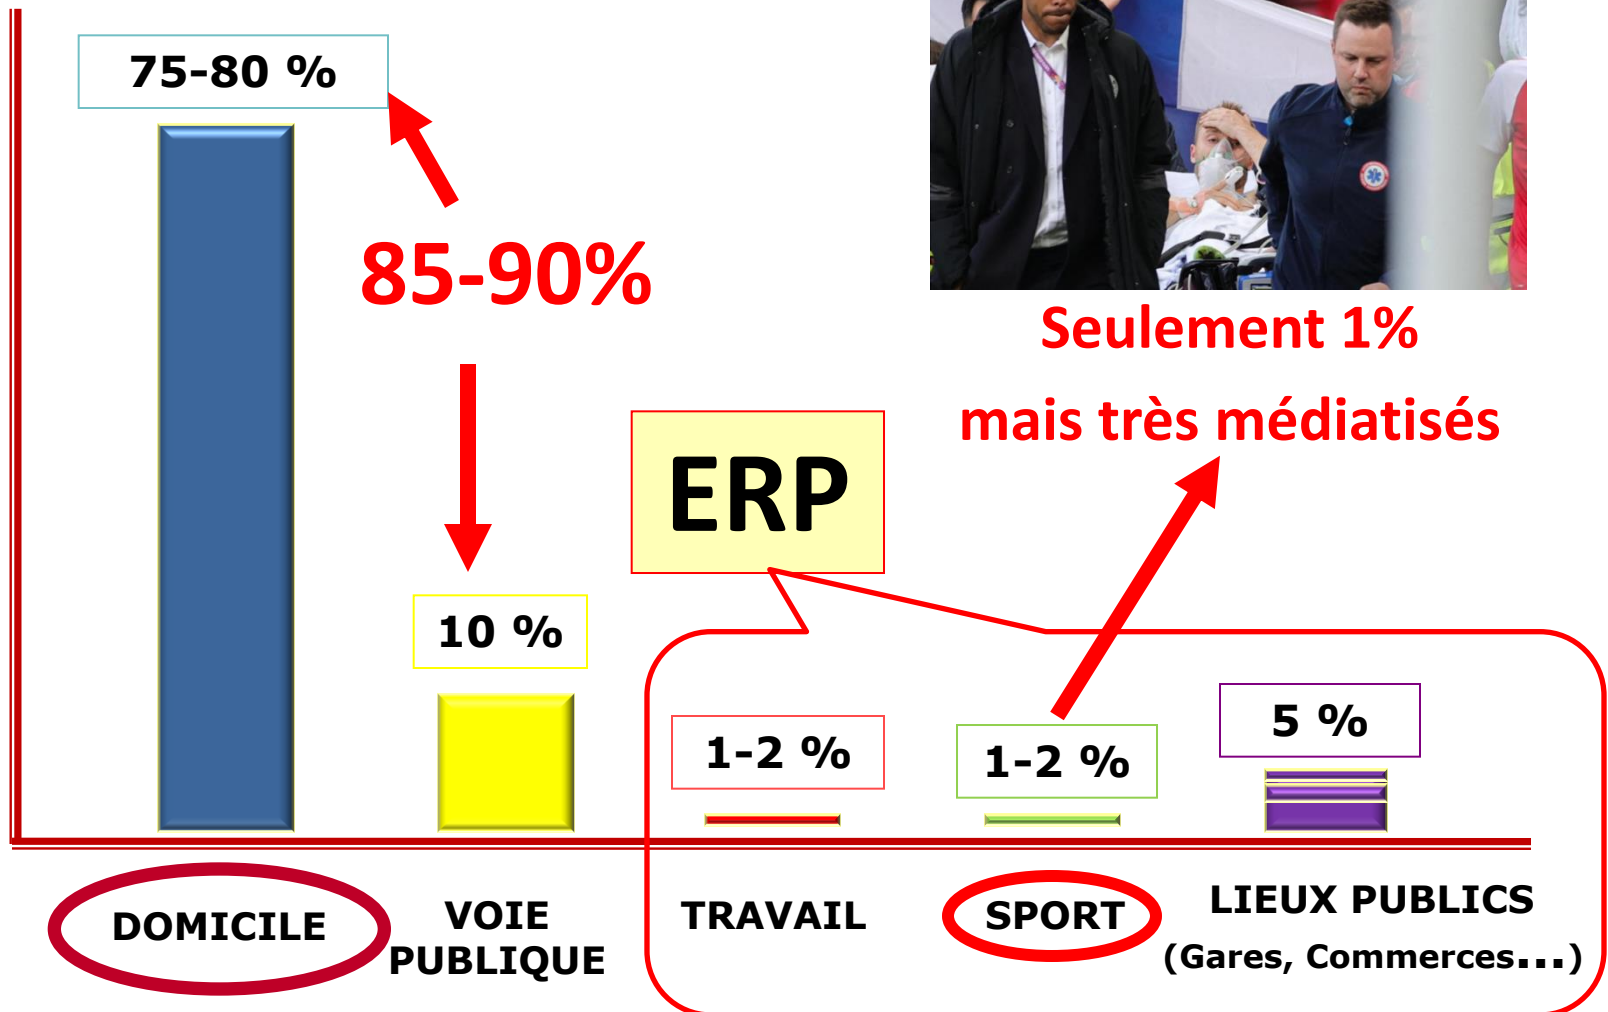 75-80 %
85-90%
Seulement 1%
mais très médiatisés
ERP
10 %
1-2 %
1-2 %
5 %
DOMICILE
VOIE
PUBLIQUE
TRAVAIL
SPORT
LIEUX PUBLICS
(Gares, Commerces...)